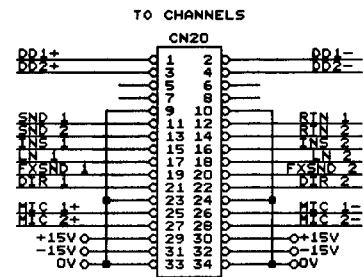 TO CHANNELS
CN20
DD1+ 1 2 DD1-
DD2+ 3 4 DD2-
5 6
7 8
9 10
SND 1 11 12 RTN 1
SND 2 13 14 RTN 2
INS 1 15 16 INS 2
LN 1 17 18 LN 2
FXSND 1 19 20 FXSND 2
DIR 1 21 22 DIR 2
23 24
MIC 1+ 25 26 MIC 1-
MIC 2+ 27 28 MIC 2-
+15V 29 30 +15V
-15V 31 32 -15V
0V 33 34 0V